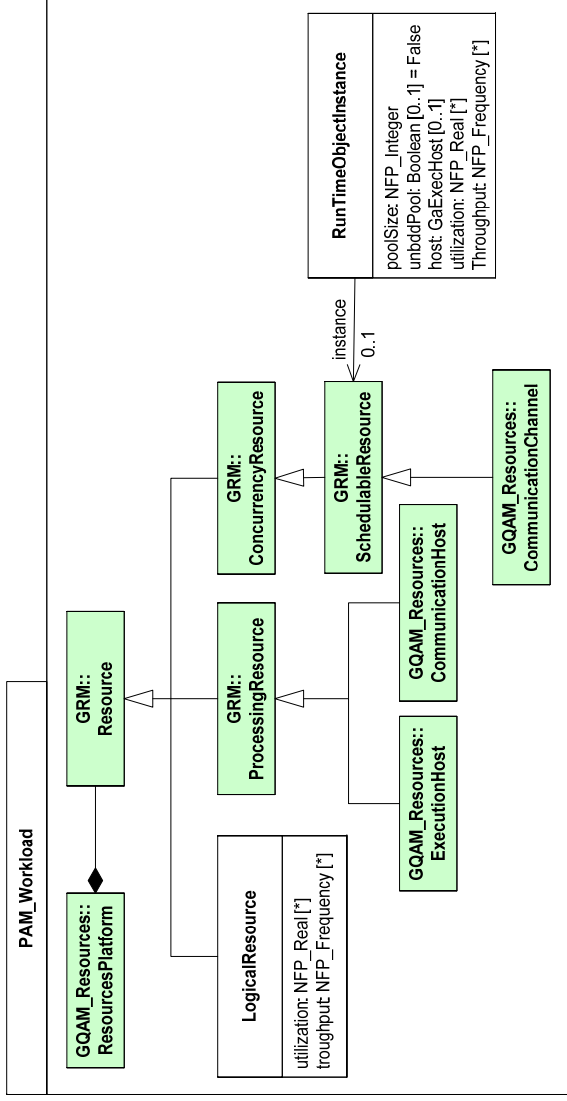 PAM_Workload
GQAM_Resources::
ResourcesPlatform
GRM::
Resource
LogicalResource
utilization: NFP_Real [*]
troughput: NFP_Frequency [*]
GRM::
ProcessingResource
GRM::
ConcurrencyResource
GRM::
SchedulableResource
instance
0..1
RunTimeObjectInstance
poolSize: NFP_Integer
unbddPool: Boolean [0..1] = False
host: GaExecHost [0..1]
utilization: NFP_Real [*]
Throughput: NFP_Frequency [*]
GQAM_Resources::
ExecutionHost
GQAM_Resources::
CommunicationHost
GQAM_Resources::
CommunicationChannel